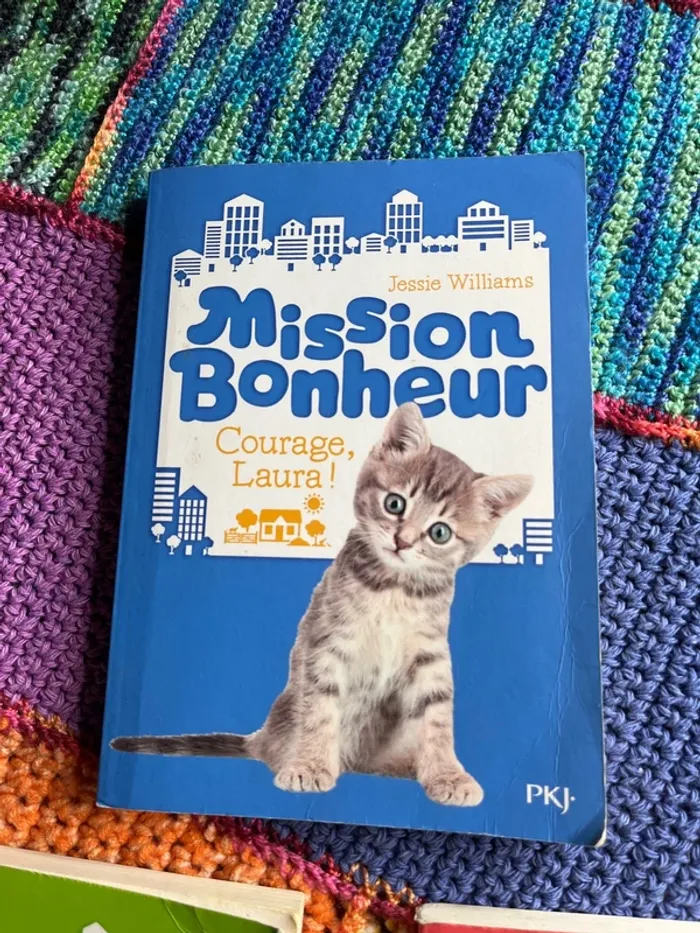 Jessie Williams
Mission
Bonheur
Courage,
Laura !
PKJ.